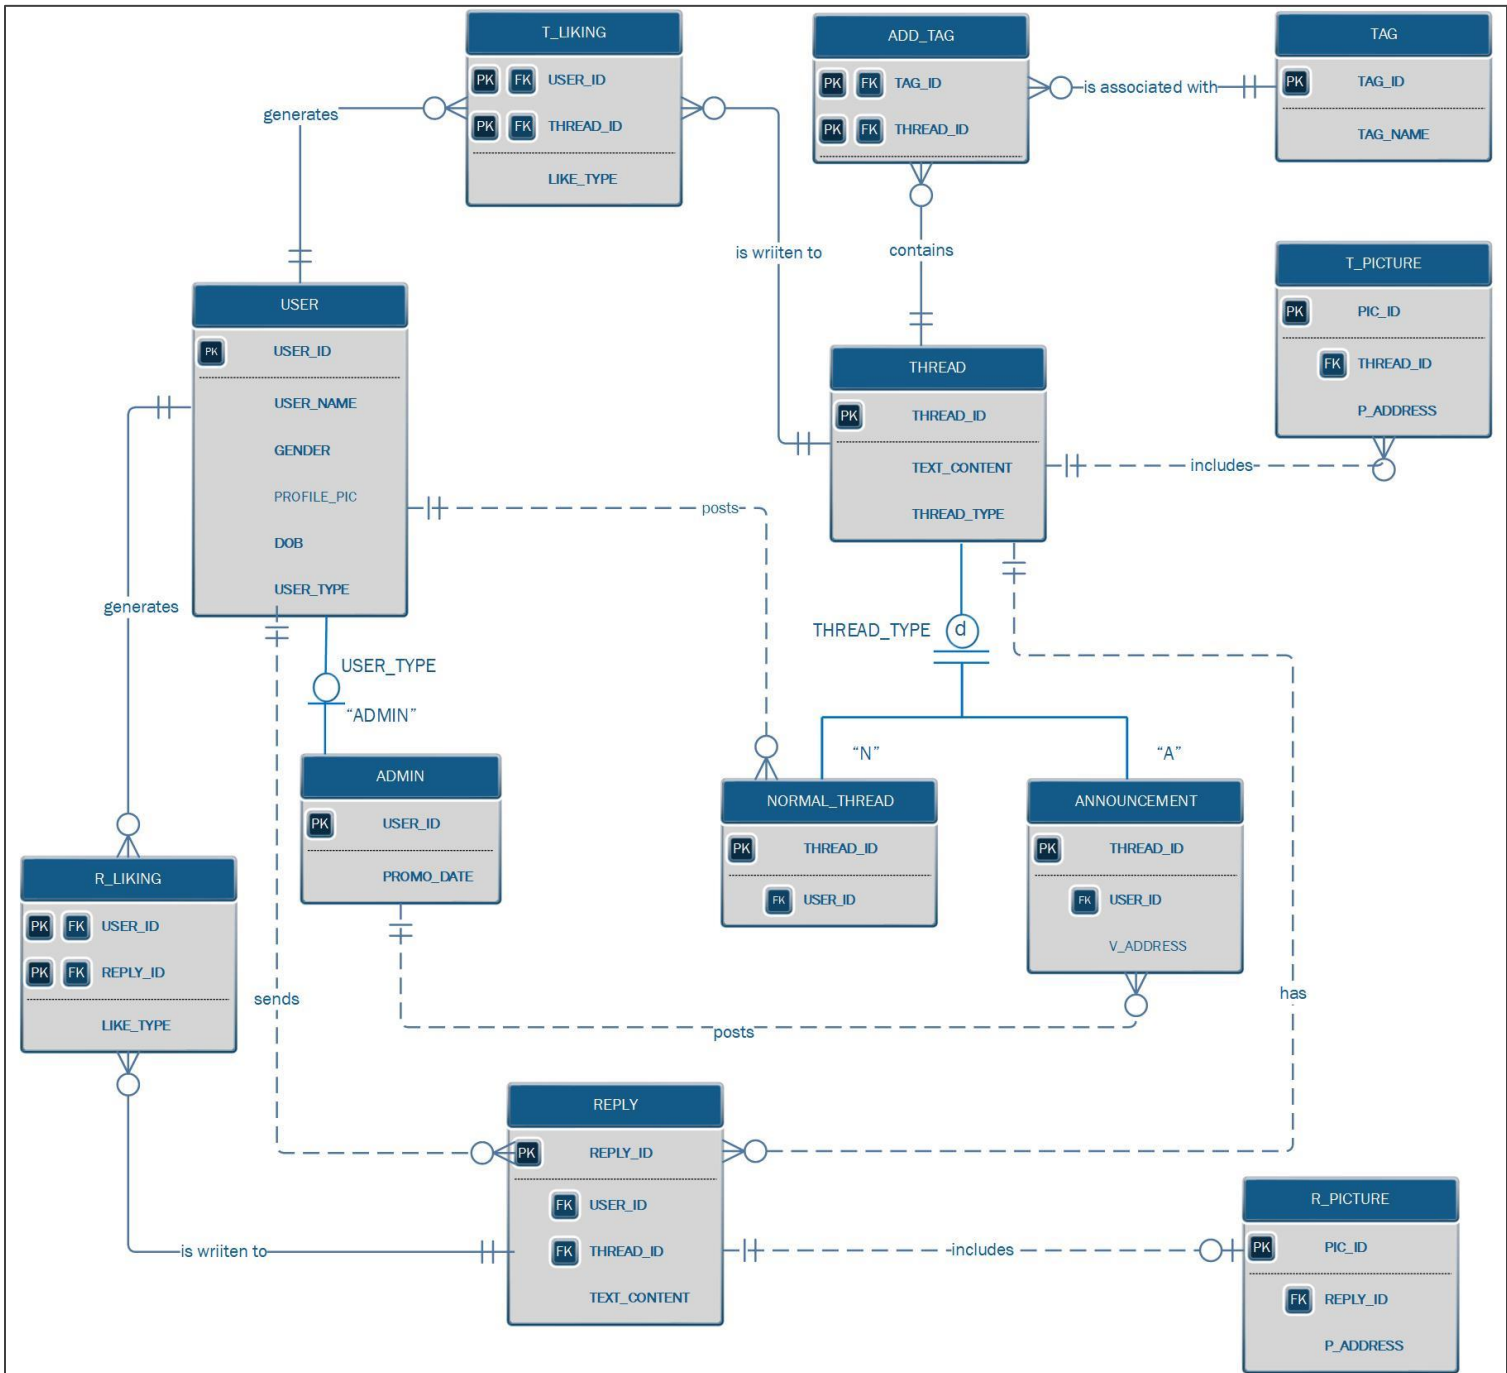 T_LIKING
PK FK USER_ID
PK FK THREAD_ID
LIKE_TYPE
ADD_TAG
PK FK TAG_ID
PK FK THREAD_ID
TAG
PK TAG_ID
TAG_NAME
generates
is associated with
is wriiten to
contains
T_PICTURE
PK PIC_ID
FK THREAD_ID
P_ADDRESS
USER
PK USER_ID
USER_NAME
GENDER
PROFILE_PIC
DOB
USER_TYPE
THREAD
PK THREAD_ID
TEXT_CONTENT
THREAD_TYPE
includes
posts
generates
USER_TYPE
"ADMIN"
THREAD_TYPE
d
"N"
"A"
ADMIN
PK USER_ID
PROMO_DATE
NORMAL_THREAD
PK THREAD_ID
FK USER_ID
ANNOUNCEMENT
PK THREAD_ID
FK USER_ID
V_ADDRESS
R_LIKING
PK FK USER_ID
PK FK REPLY_ID
LIKE_TYPE
sends
posts
has
REPLY
PK REPLY_ID
FK USER_ID
FK THREAD_ID
TEXT_CONTENT
is wriiten to
includes
R_PICTURE
PK PIC_ID
FK REPLY_ID
P_ADDRESS